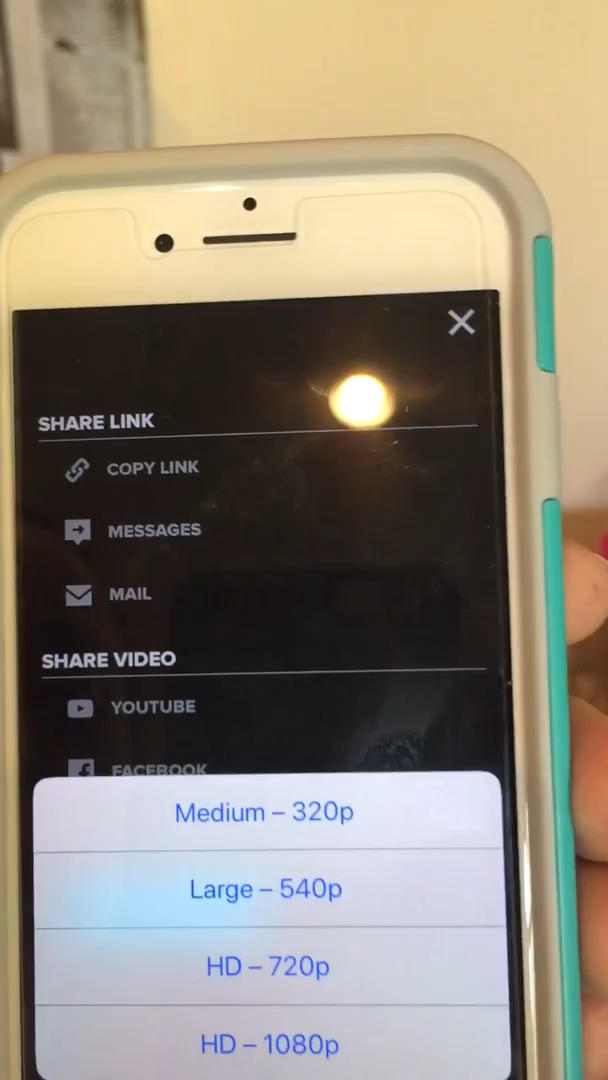 SHARE LINK
COPY LINK
MESSAGES
MAIL
SHARE VIDEO
YOUTUBE
FACEBOOK
Medium – 320p
Large – 540p
HD – 720p
HD – 1080p